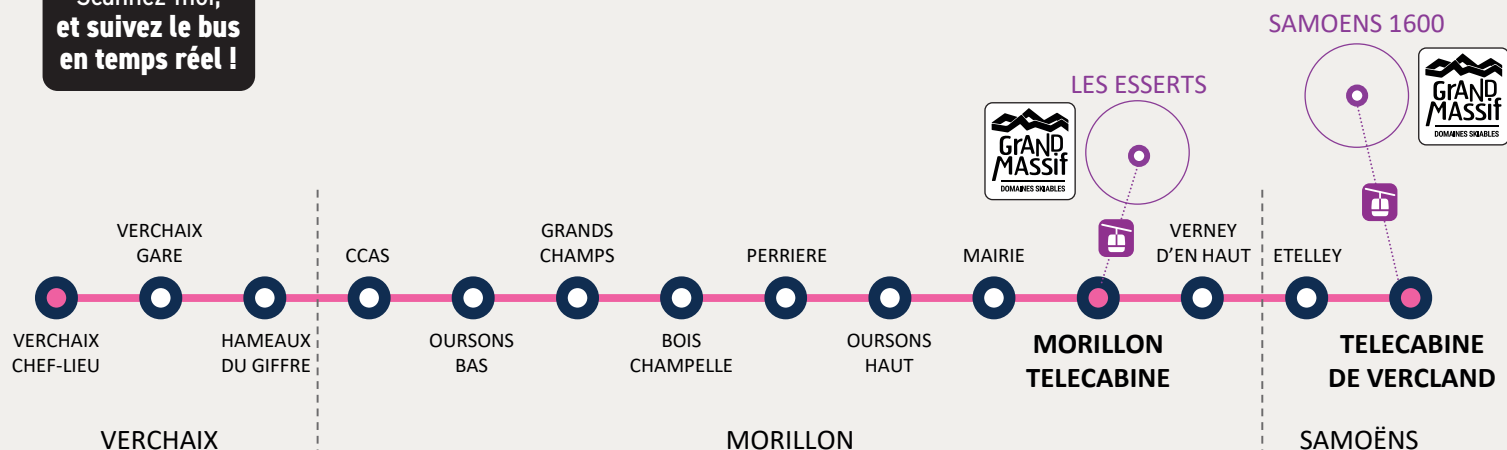 Scannez-moi,
et suivez le bus
en temps réel !
SAMOENS 1600
GrAND
MASSif
DOMAINES SKIABLES
LES ESSERTS
GrAND
MASSif
DOMAINES SKIABLES
VERCHAIX
GARE
CCAS
GRANDS
CHAMPS
PERRIERE
MAIRIE
VERNEY
D'EN HAUT
ETELLEY
VERCHAIX
CHEF-LIEU
HAMEAUX
DU GIFFRE
OURSONS
BAS
BOIS
CHAMPELLE
OURSONS
HAUT
MORILLON
TELECABINE
TELECABINE
DE VERCLAND
VERCHAIX
MORILLON
SAMOËNS